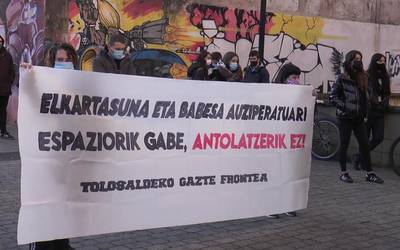 ELKARTASUNA ETA BABESA AUZIPERATUARI
ESPAZIORIK GABE, ANTOLATZERIK EZ!
TOLOSALDEKO GAZTE FRONTEA